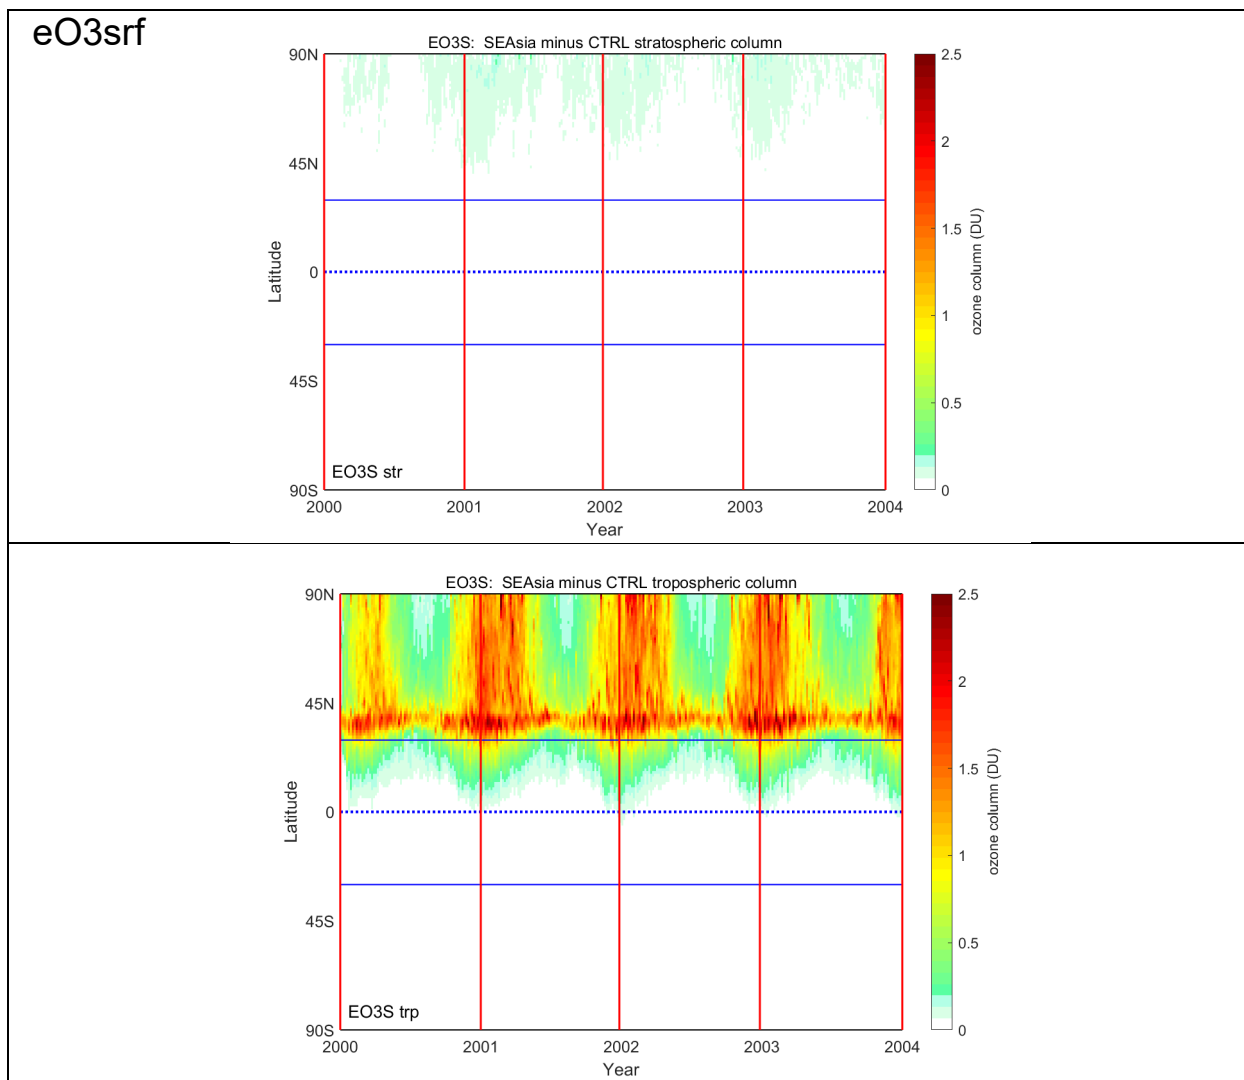 eO3srf
EO3S: SEAsia minus CTRL stratospheric column
90N
45N
0
45S
90S
Latitude
EO3S str
2000 2001 2002 2003 2004
Year
2.5
2
1.5
1
0.5
0
ozone column (DU)
EO3S: SEAsia minus CTRL tropospheric column
90N
45N
0
45S
90S
Latitude
EO3S trp
2000 2001 2002 2003 2004
Year
2.5
2
1.5
1
0.5
0
ozone column (DU)